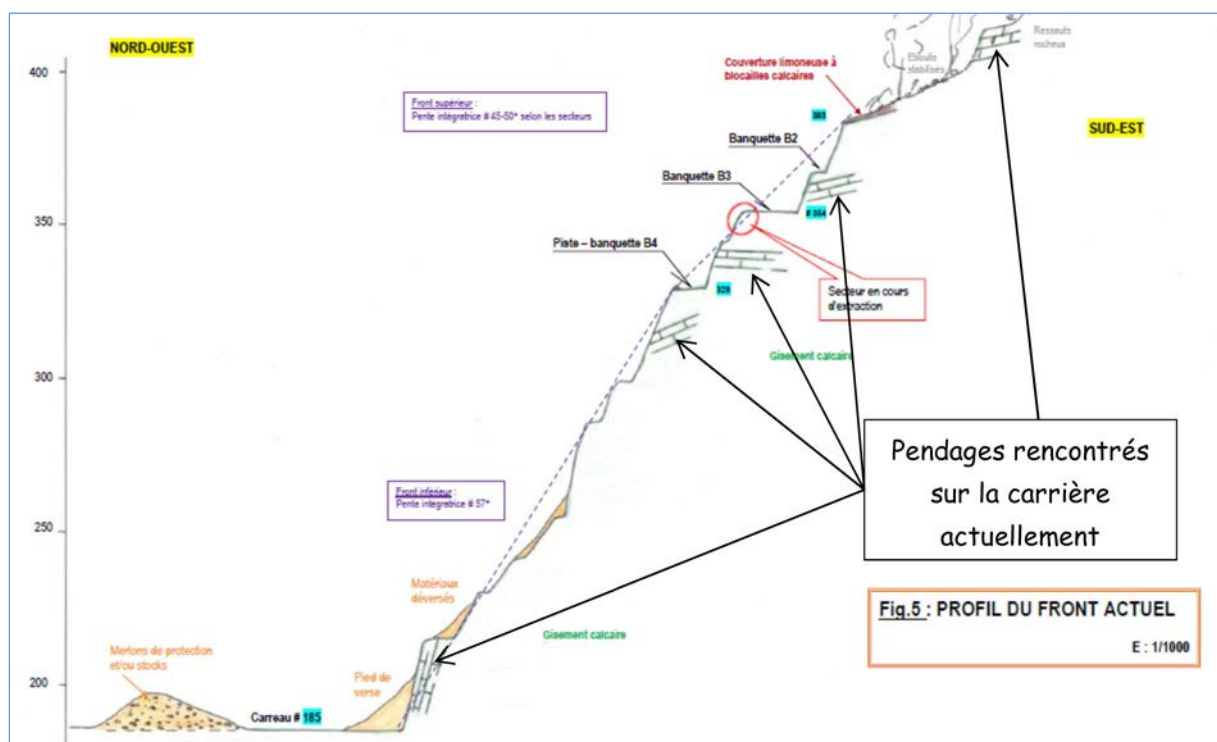 NORD-OUEST
400
Front supérieur :
Pente intégratrice # 45-50° selon les secteurs
Couverture limoneuse à
blocailles calcaires
Eboulis
stabilisés
Ressauts
rocheux
SUD-EST
383
Banquette B2
Banquette B3
350
# 354
Piste – banquette B4
329
Secteur en cours
d'extraction
300
Gisement calcaire
Pendages rencontrés
sur la carrière
actuellement
Front inférieur :
Pente intégratrice # 57°
250
Matériaux
déversés
Fig.5 : PROFIL DU FRONT ACTUEL
E : 1/1000
Gisement calcaire
Merlons de protection
et/ou stocks
Pied de
verse
200
Carreau # 185